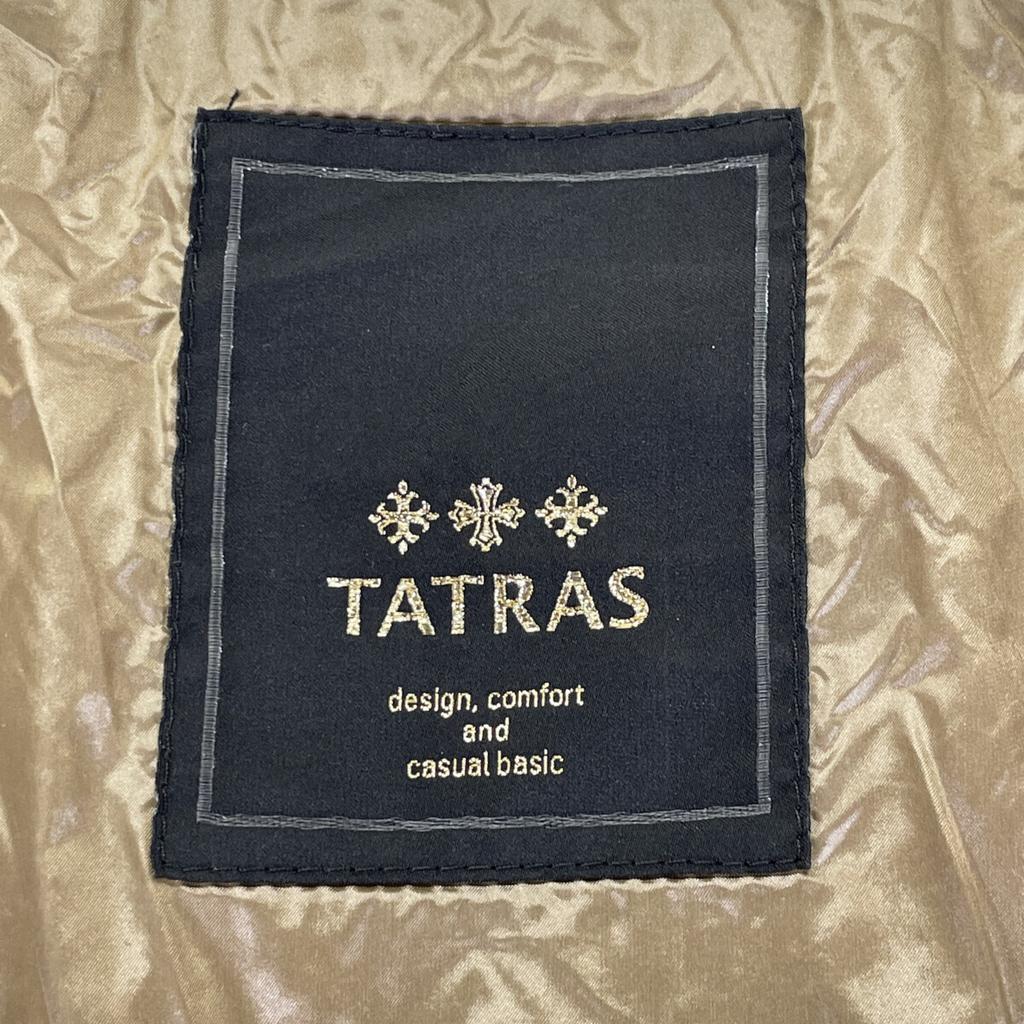 TATRAS
design, comfort
and
casual basic